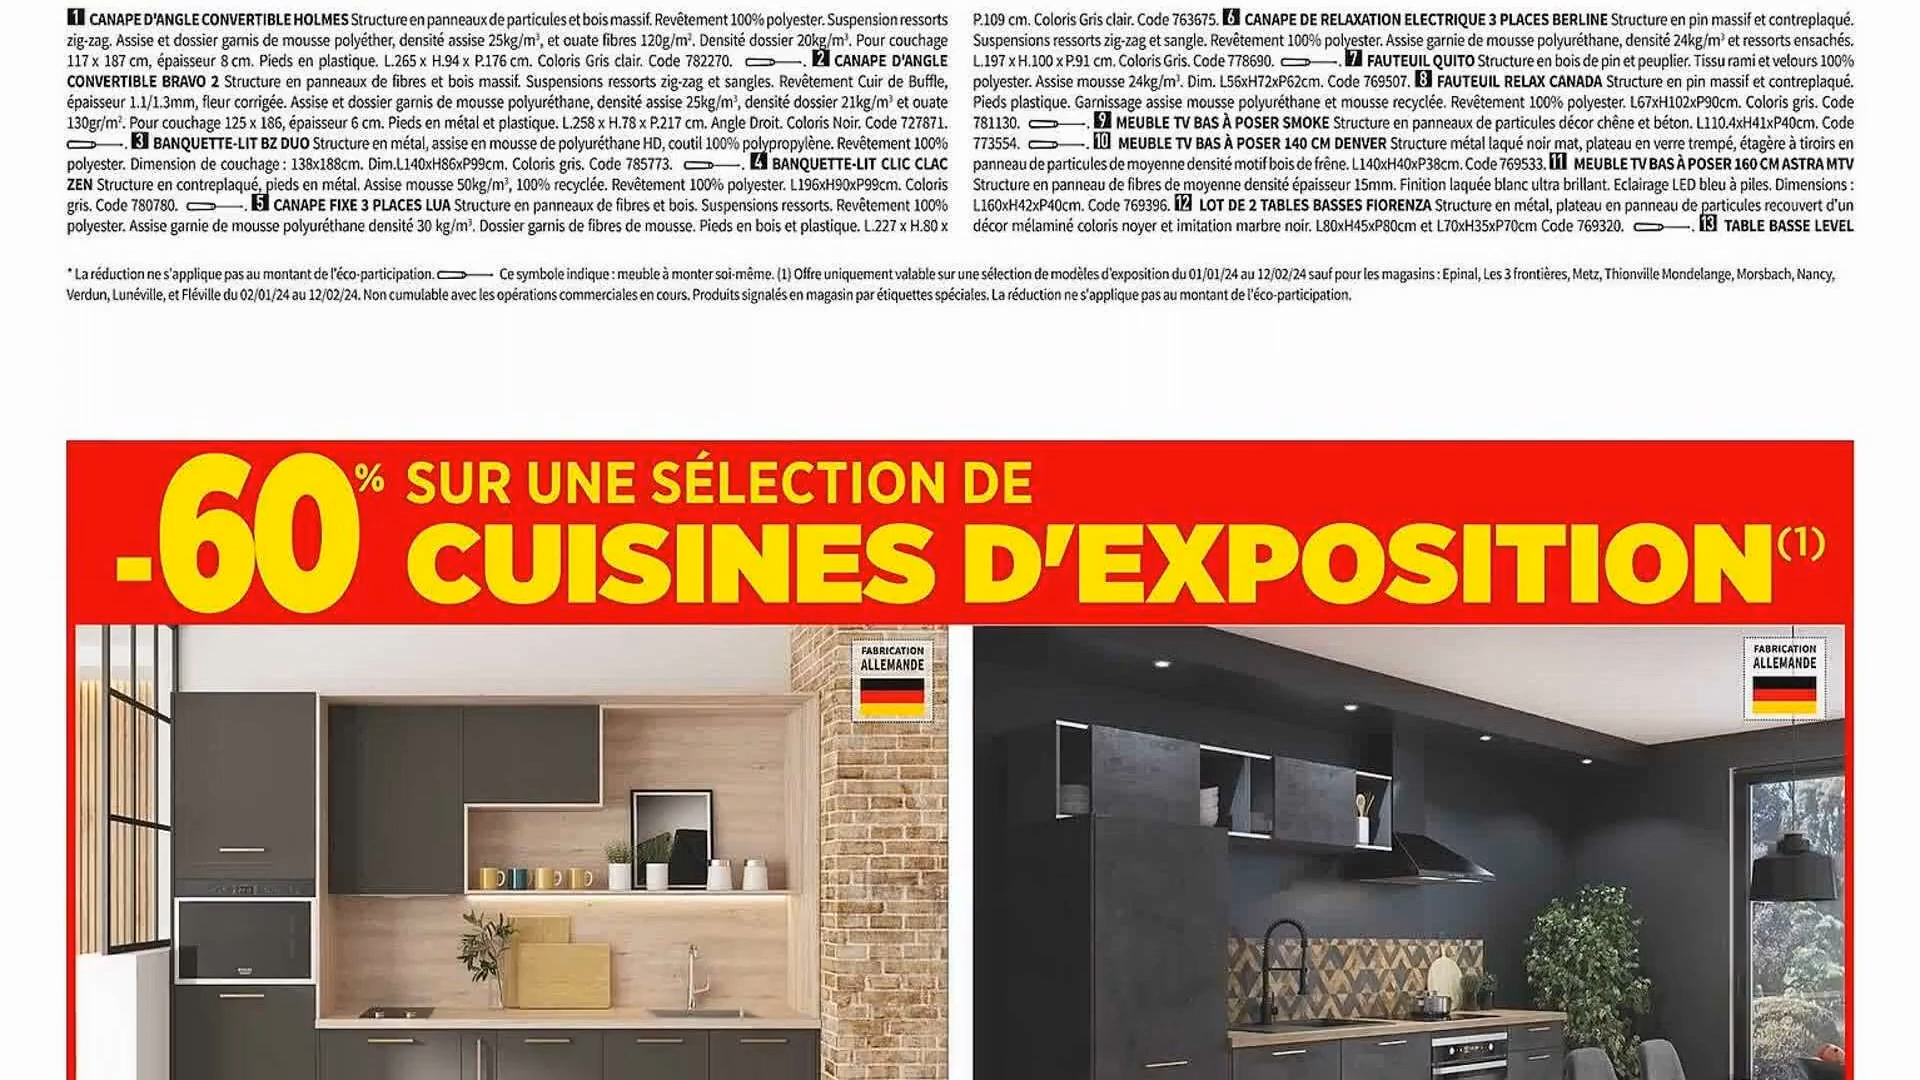 1 CANAPE D'ANGLE CONVERTIBLE HOLMES Structure en panneaux de particules et bois massif. Revêtement 100% polyester. Suspension ressorts
zig-zag. Assise et dossier garnis de mousse polyéther, densité assise 25kg/m³, et ouate fibres 120g/m². Densité dossier 20kg/m³. Pour couchage
117 x 187 cm, épaisseur 8 cm. Pieds en plastique. L.265 x H.94 x P.176 cm. Coloris Gris clair. Code 782270. . 2 CANAPE D'ANGLE
CONVERTIBLE BRAVO 2 Structure en panneaux de fibres et bois massif. Suspensions ressorts zig-zag et sangles. Revêtement Cuir de Buffle,
épaisseur 1.1/1.3mm, fleur corrigée. Assise et dossier garnis de mousse polyuréthane, densité assise 25kg/m³, densité dossier 21kg/m³ et ouate
130gr/m². Pour couchage 125 x 186, épaisseur 6 cm. Pieds en métal et plastique. L.258 x H.78 x P.217 cm. Angle Droit. Coloris Noir. Code 727871.
. 3 BANQUETTE-LIT BZ DUO Structure en métal, assise en mousse de polyuréthane HD, coutil 100% polypropylène. Revêtement 100%
polyester. Dimension de couchage : 138x188cm. Dim.L140xH86xP99cm. Coloris gris. Code 785773. . 4 BANQUETTE-LIT CLIC CLAC
ZEN Structure en contreplaqué, pieds en métal. Assise mousse 50kg/m³, 100% recyclée. Revêtement 100% polyester. L196xH90xP99cm. Coloris
gris. Code 780780. . 5 CANAPE FIXE 3 PLACES LUA Structure en panneaux de fibres et bois. Suspensions ressorts. Revêtement 100%
polyester. Assise garnie de mousse polyuréthane densité 30 kg/m³. Dossier garnis de fibres de mousse. Pieds en bois et plastique. L.227 x H.80 x
P.109 cm. Coloris Gris clair. Code 763675. 6 CANAPE DE RELAXATION ELECTRIQUE 3 PLACES BERLINE Structure en pin massif et contreplaqué.
Suspensions ressorts zig-zag et sangle. Revêtement 100% polyester. Assise garnie de mousse polyuréthane, densité 24kg/m³ et ressorts ensachés.
L.197 x H.100 x P.91 cm. Coloris Gris. Code 778690. . 7 FAUTEUIL QUITO Structure en bois de pin et peuplier. Tissu rami et velours 100%
polyester. Assise mousse 24kg/m³. Dim. L56xH72xP62cm. Code 769507. 8 FAUTEUIL RELAX CANADA Structure en pin massif et contreplaqué.
Pieds plastique. Garnissage assise mousse polyuréthane et mousse recyclée. Revêtement 100% polyester. L67xH102xP90cm. Coloris gris. Code
781130. . 9 MEUBLE TV BAS À POSER SMOKE Structure en panneaux de particules décor chêne et béton. L110.4xH41xP40cm. Code
773554. . 10 MEUBLE TV BAS À POSER 140 CM DENVER Structure métal laqué noir mat, plateau en verre trempé, étagère à tiroirs en
panneau de particules de moyenne densité motif bois de frêne. L140xH40xP38cm. Code 769533. 11 MEUBLE TV BAS À POSER 160 CM ASTRA MTV
Structure en panneau de fibres de moyenne densité épaisseur 15mm. Finition laquée blanc ultra brillant. Eclairage LED bleu à piles. Dimensions :
L160xH42xP40cm. Code 769396. 12 LOT DE 2 TABLES BASSES FIORENZA Structure en métal, plateau en panneau de particules recouvert d'un
décor mélaminé coloris noyer et imitation marbre noir. L80xH45xP80cm et L70xH35xP70cm Code 769320. . 13 TABLE BASSE LEVEL
* La réduction ne s'applique pas au montant de l'éco-participation. Ce symbole indique : meuble à monter soi-même. (1) Offre uniquement valable sur une sélection de modèles d'exposition du 01/01/24 au 12/02/24 sauf pour les magasins : Epinal, Les 3 frontières, Metz, Thionville Mondelange, Morsbach, Nancy,
Verdun, Lunéville, et Fléville du 02/01/24 au 12/02/24. Non cumulable avec les opérations commerciales en cours. Produits signalés en magasin par étiquettes spéciales. La réduction ne s'applique pas au montant de l'éco-participation.
-60% SUR UNE SÉLECTION DE
CUISINES D'EXPOSITION(1)
FABRICATION
ALLEMANDE
FABRICATION
ALLEMANDE